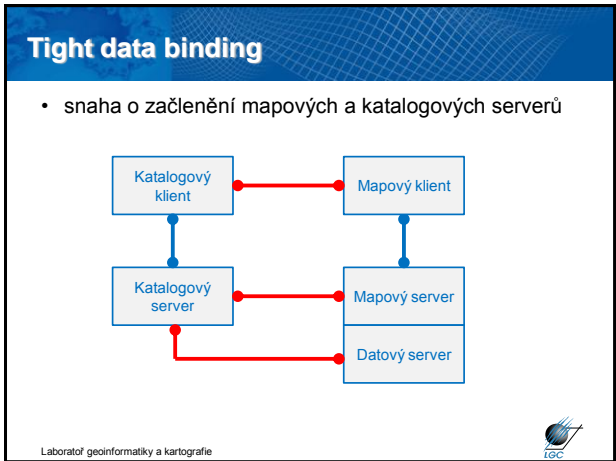 Tight data binding
• snaha o začlenění mapových a katalogových serverů
Katalogový
klient
Mapový klient
Katalogový
server
Mapový server
Datový server
Laboratoř geoinformatiky a kartografie
LGC